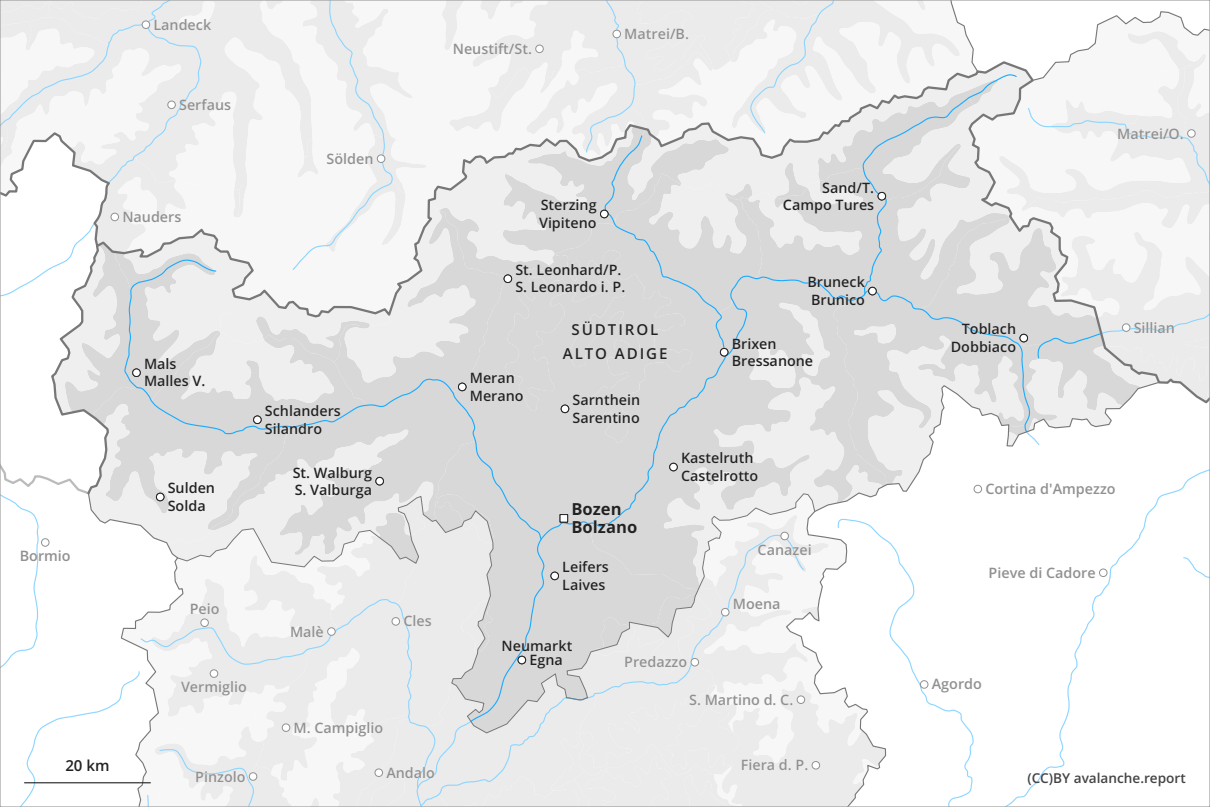 Landeck
Matrei/B.
Neustift/St.
Serfaus
Matrei/O.
Sölden
Sand/T.
Campo Tures
Nauders
Sterzing
Vipiteno
St. Leonhard/P.
S. Leonardo i. P.
Bruneck
Brunico
SÜDTIROL
ALTO ADIGE
Toblach
Dobbiaco
Sillian
Brixen
Bressanone
Mals
Malles V.
Meran
Merano
Schlanders
Silandro
Sarnthein
Sarentino
Kastelruth
Castelrotto
St. Walburg
S. Valburga
Sulden
Solda
Cortina d'Ampezzo
Bozen
Bolzano
Bormio
Canazei
Leifers
Laives
Pieve di Cadore
Peio
Moena
Malè
Cles
Neumarkt
Egna
Predazzo
Vermiglio
Agordo
S. Martino d. C.
M. Campiglio
20 km
Pinzolo
Andalo
Fiera d. P.
(CC)BY avalanche.report